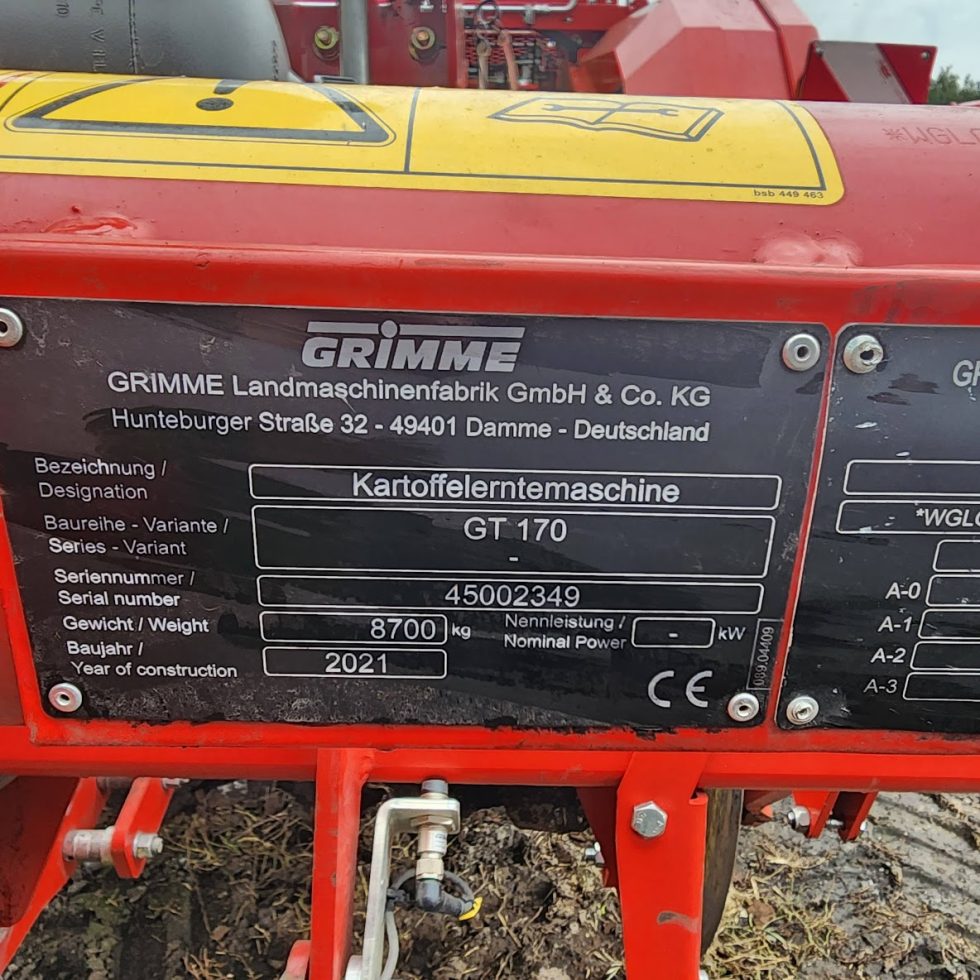 bsb 449 463
GRIMME
GRIMME Landmaschinenfabrik GmbH & Co. KG
Hunteburger Straße 32 - 49401 Damme - Deutschland
Bezeichnung /
Designation
Kartoffelerntemaschine
Baureihe - Variante /
Series - Variant
GT 170
-
Seriennummer /
Serial number
45002349
Gewicht / Weight
8700 kg
Nennleistung /
Nominal Power
- kW
Baujahr /
Year of construction
2021
CE
089.04409
A-0
A-1
A-2
A-3